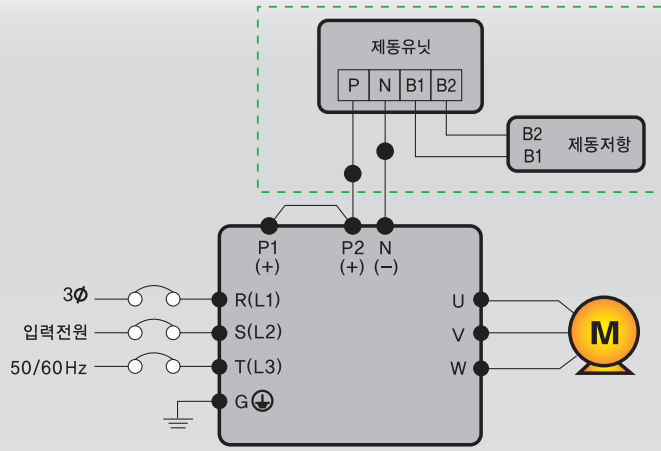 제동유닛
P N B1 B2
B2
B1
제동저항
P1
(+)
P2
(+)
N
(−)
3Ø
입력전원
50/60Hz
R(L1)
S(L2)
T(L3)
G
U
V
W
M